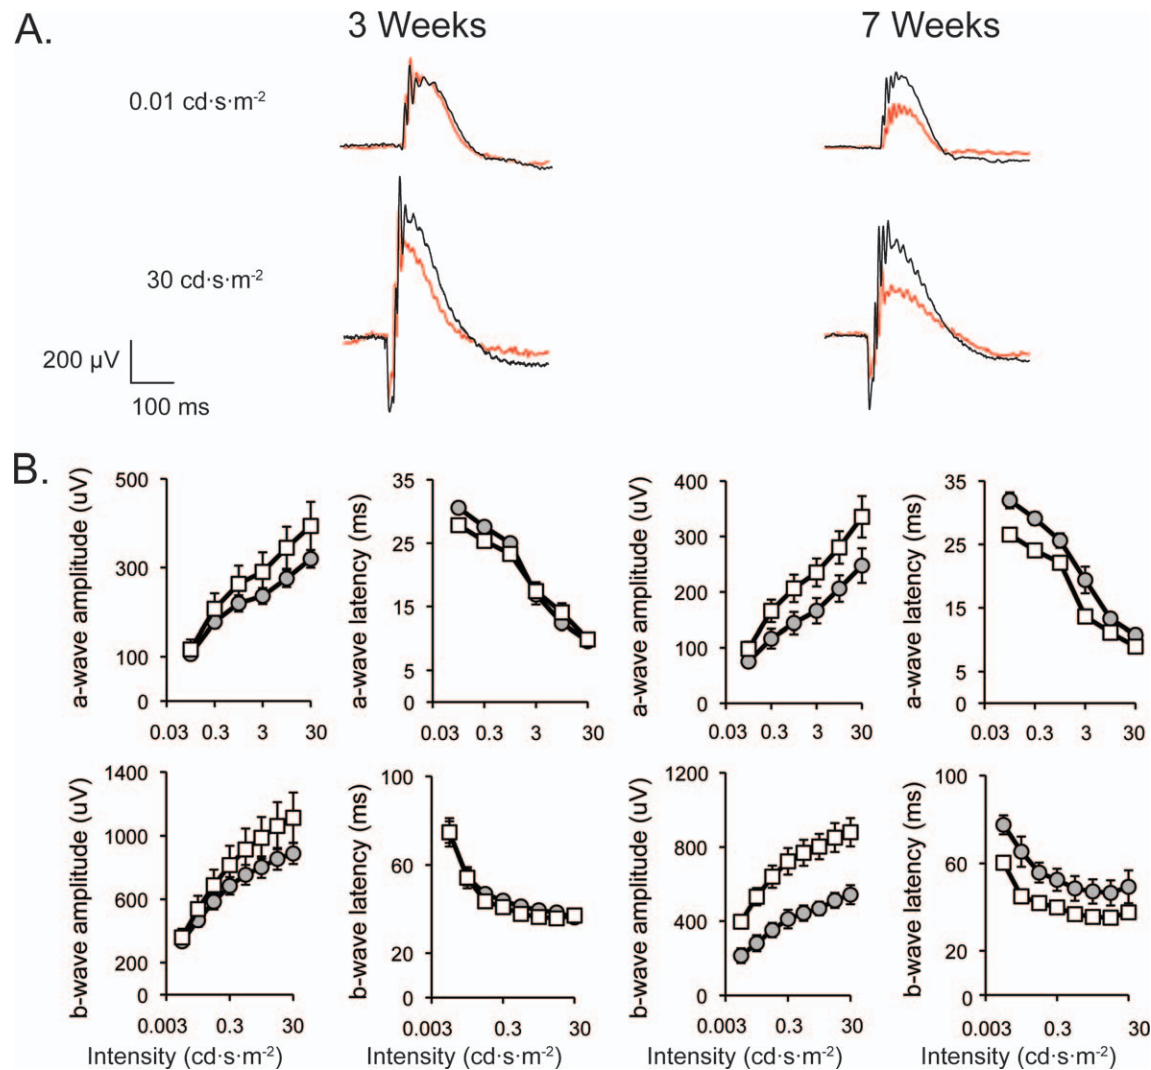 A.
3 Weeks
7 Weeks
0.01 cd·s·m-2
30 cd·s·m-2
200 µV
100 ms
B.
a-wave amplitude (uV)
500
300
100
0
0.03 0.3 3 30
a-wave latency (ms)
35
25
15
5
0
0.03 0.3 3 30
a-wave amplitude (uV)
400
300
200
100
0
0.03 0.3 3 30
a-wave latency (ms)
35
25
15
5
0
0.03 0.3 3 30
b-wave amplitude (uV)
1400
1000
600
200
0
0.003 0.3 30
Intensity (cd·s·m-2)
b-wave latency (ms)
100
60
20
0
0.003 0.3 30
Intensity (cd·s·m-2)
b-wave amplitude (uV)
1200
800
400
0
0.003 0.3 30
Intensity (cd·s·m-2)
b-wave latency (ms)
100
60
20
0
0.003 0.3 30
Intensity (cd·s·m-2)